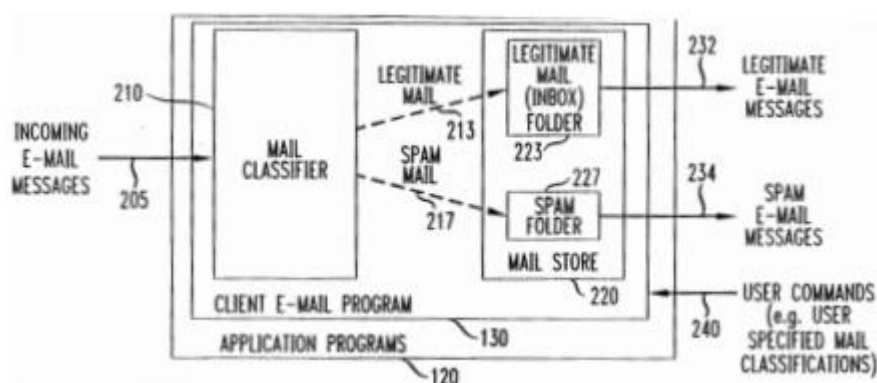 210
INCOMING
E-MAIL
MESSAGES
205
MAIL
CLASSIFIER
LEGITIMATE
MAIL
213
SPAM
MAIL
217
LEGITIMATE
MAIL
(INBOX)
FOLDER
223
227
SPAM
FOLDER
MAIL STORE
220
232
LEGITIMATE
E-MAIL
MESSAGES
234
SPAM
E-MAIL
MESSAGES
CLIENT E-MAIL PROGRAM
130
APPLICATION PROGRAMS
120
240
USER COMMANDS
(e.g. USER
SPECIFIED MAIL
CLASSIFICATIONS)